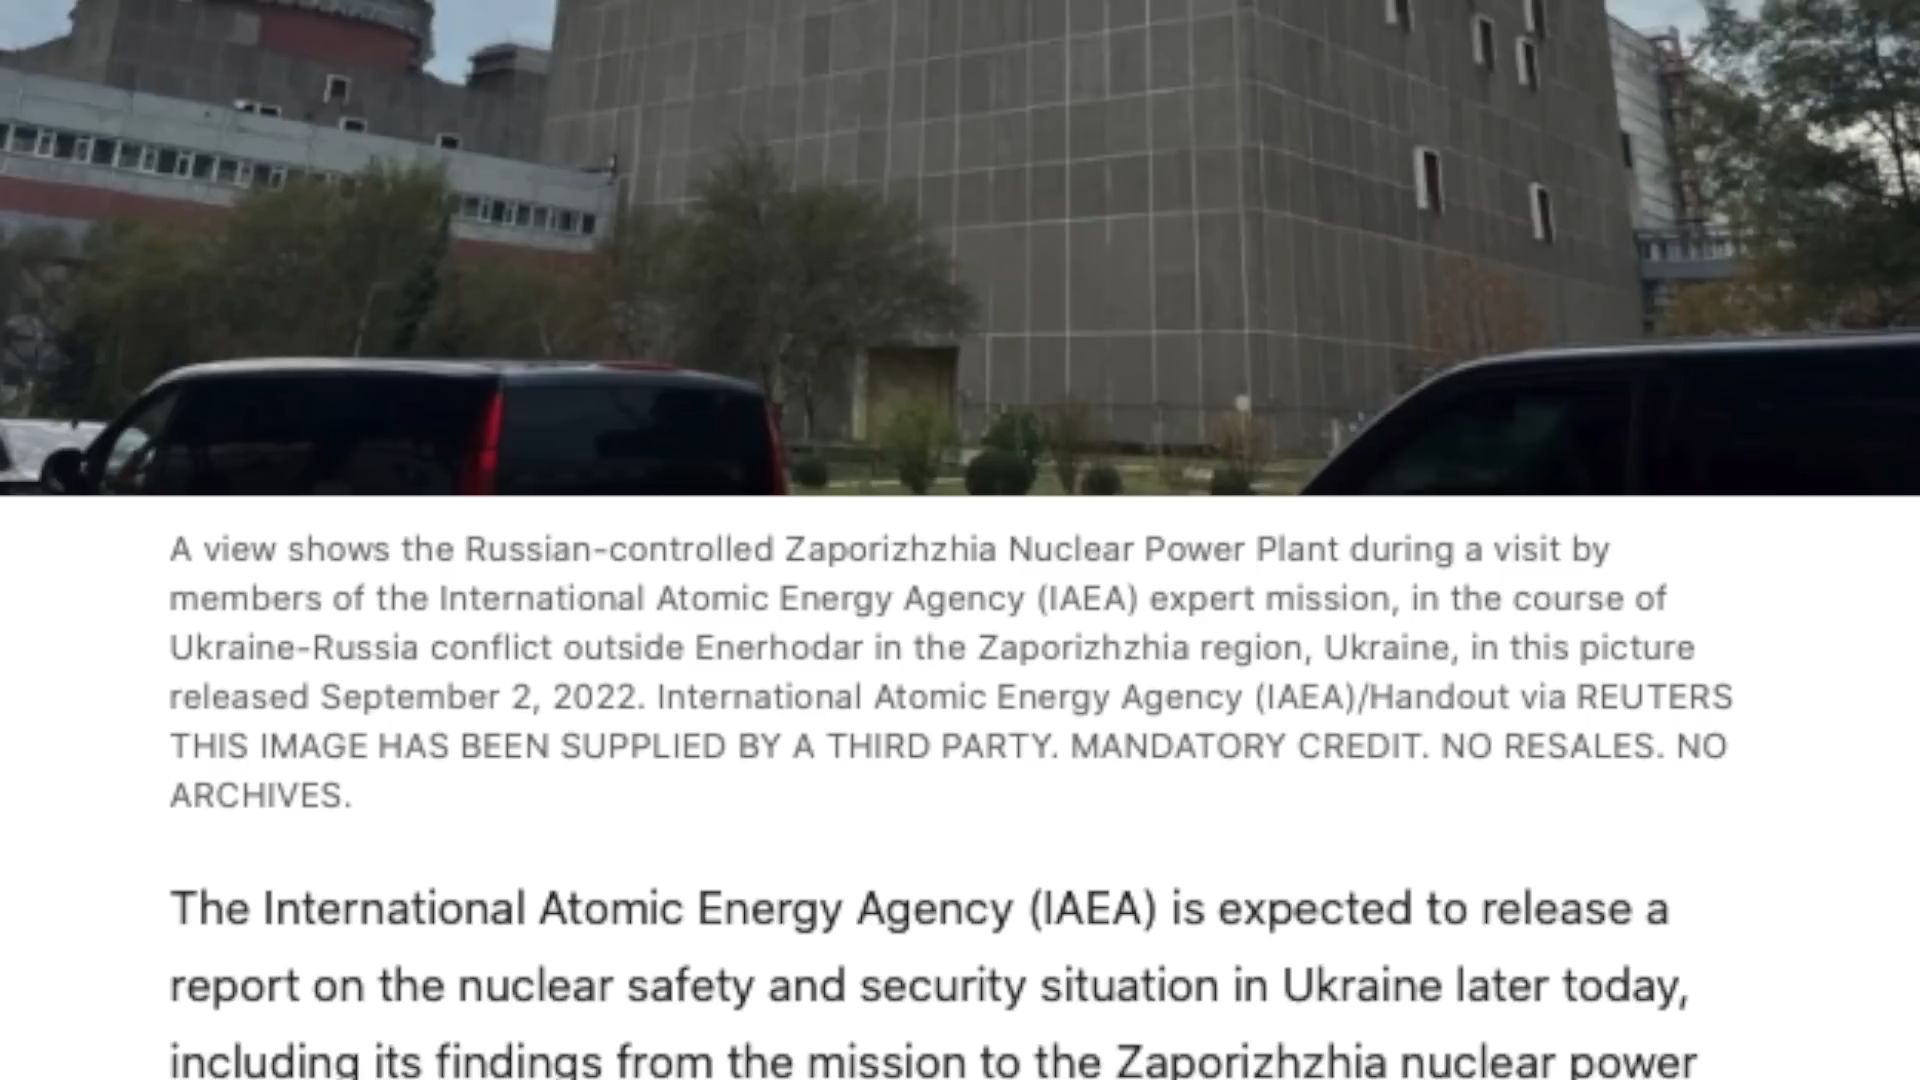 A view shows the Russian-controlled Zaporizhzhia Nuclear Power Plant during a visit by
members of the International Atomic Energy Agency (IAEA) expert mission, in the course of
Ukraine-Russia conflict outside Enerhodar in the Zaporizhzhia region, Ukraine, in this picture
released September 2, 2022. International Atomic Energy Agency (IAEA)/Handout via REUTERS
THIS IMAGE HAS BEEN SUPPLIED BY A THIRD PARTY. MANDATORY CREDIT. NO RESALES. NO
ARCHIVES.
The International Atomic Energy Agency (IAEA) is expected to release a
report on the nuclear safety and security situation in Ukraine later today,
including its findings from the mission to the Zaporizhzhia nuclear power